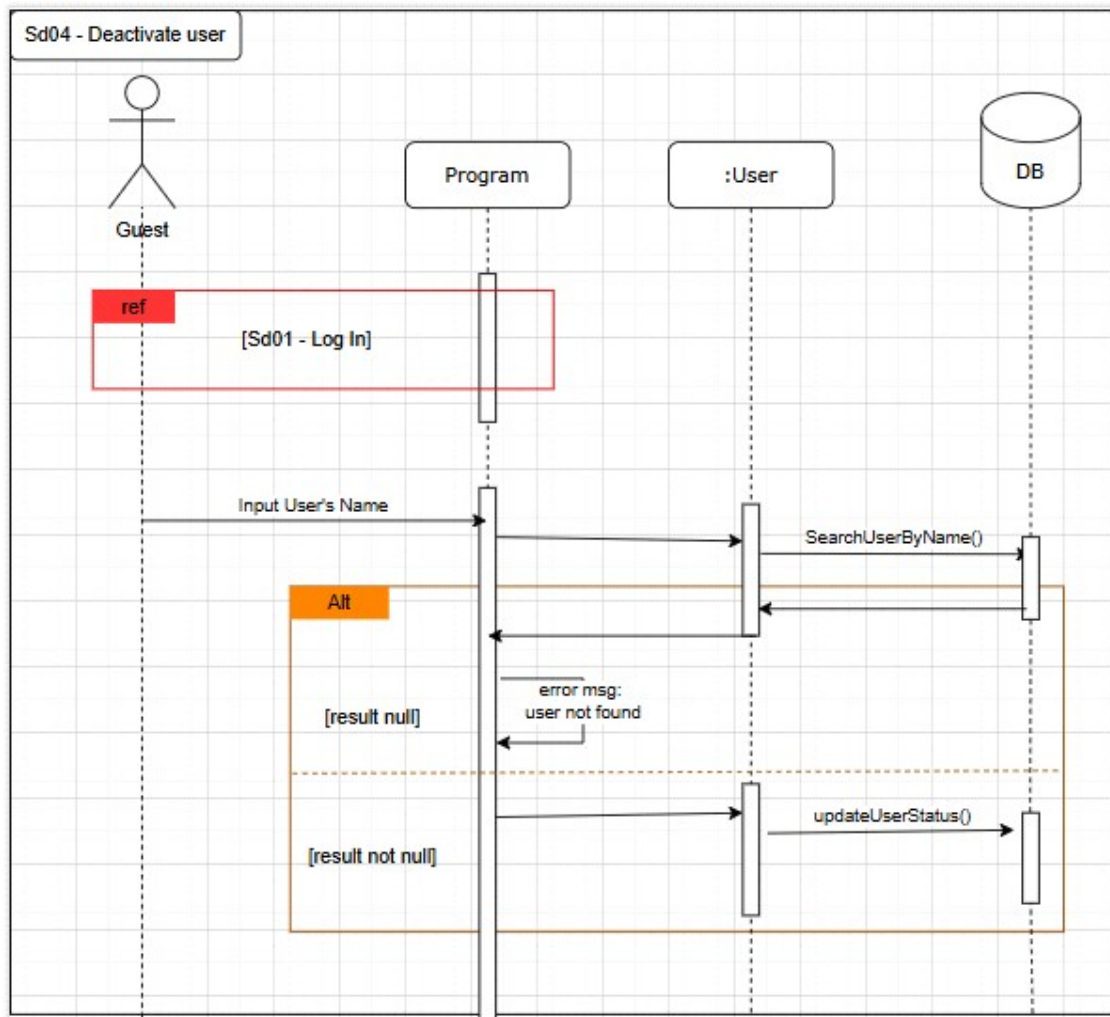 Sd04 - Deactivate user
Program
:User
DB
Guest
ref
[Sd01 - Log In]
Input User's Name
SearchUserByName()
Alt
error msg:
user not found
[result null]
updateUserStatus()
[result not null]